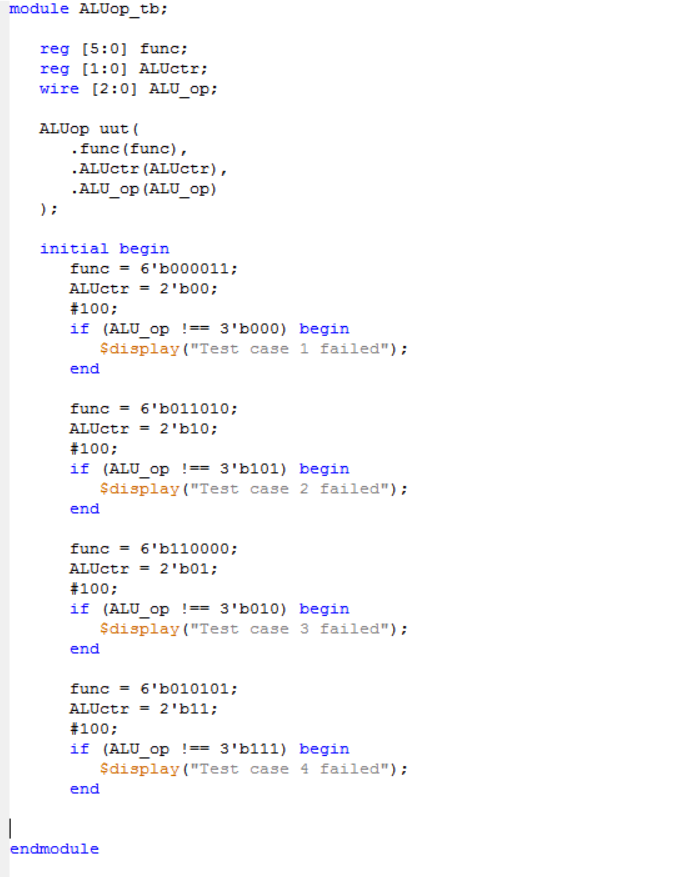 module ALUop_tb;
reg [5:0] func;
reg [1:0] ALUctr;
wire [2:0] ALU_op;
ALUop uut(
.func(func),
.ALUctr(ALUctr),
.ALU_op(ALU_op)
);
initial begin
func = 6'b000011;
ALUctr = 2'b00;
#100;
if (ALU_op !== 3'b000) begin
$display("Test case 1 failed");
end
func = 6'b011010;
ALUctr = 2'b10;
#100;
if (ALU_op !== 3'b101) begin
$display("Test case 2 failed");
end
func = 6'b110000;
ALUctr = 2'b01;
#100;
if (ALU_op !== 3'b010) begin
$display("Test case 3 failed");
end
func = 6'b010101;
ALUctr = 2'b11;
#100;
if (ALU_op !== 3'b111) begin
$display("Test case 4 failed");
end
endmodule